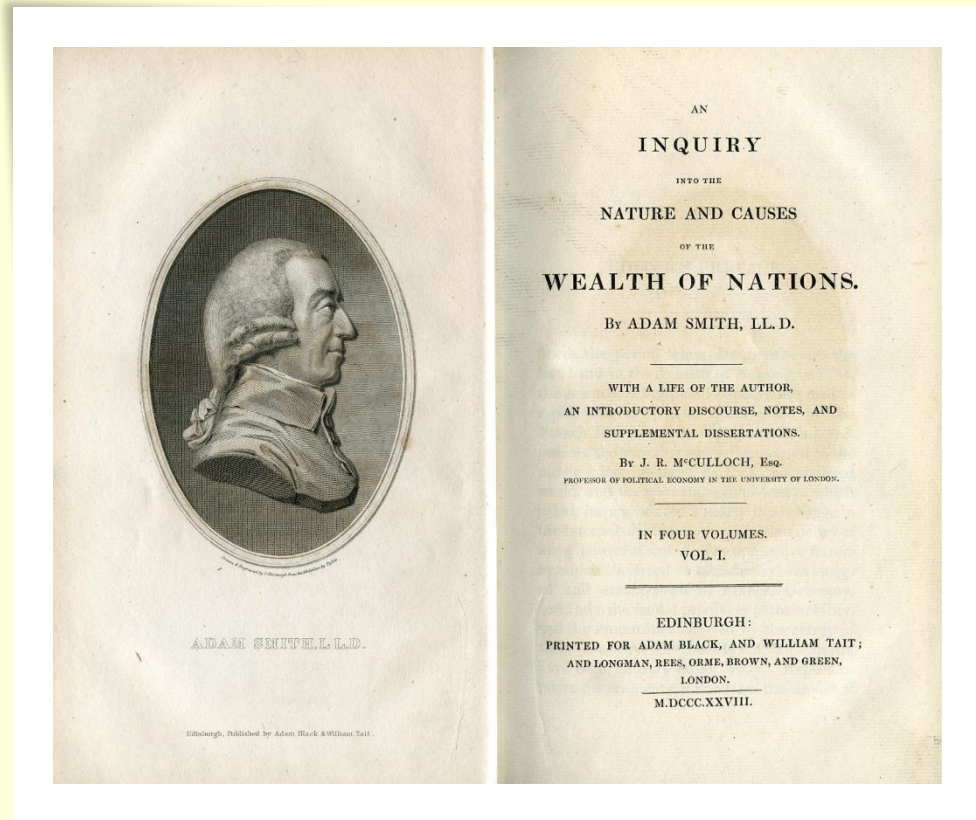 ADAM SMITH, L.L.D.
Edinburgh, Published by Adam Black & William Tait.
AN
INQUIRY
INTO THE
NATURE AND CAUSES
OF THE
WEALTH OF NATIONS.
By ADAM SMITH, LL. D.
WITH A LIFE OF THE AUTHOR,
AN INTRODUCTORY DISCOURSE, NOTES, AND
SUPPLEMENTAL DISSERTATIONS.
By J. R. McCULLOCH, Esq.
PROFESSOR OF POLITICAL ECONOMY IN THE UNIVERSITY OF LONDON.
IN FOUR VOLUMES.
VOL. I.
EDINBURGH:
PRINTED FOR ADAM BLACK, AND WILLIAM TAIT;
AND LONGMAN, REES, ORME, BROWN, AND GREEN,
LONDON.
M.DCCC.XXVIII.